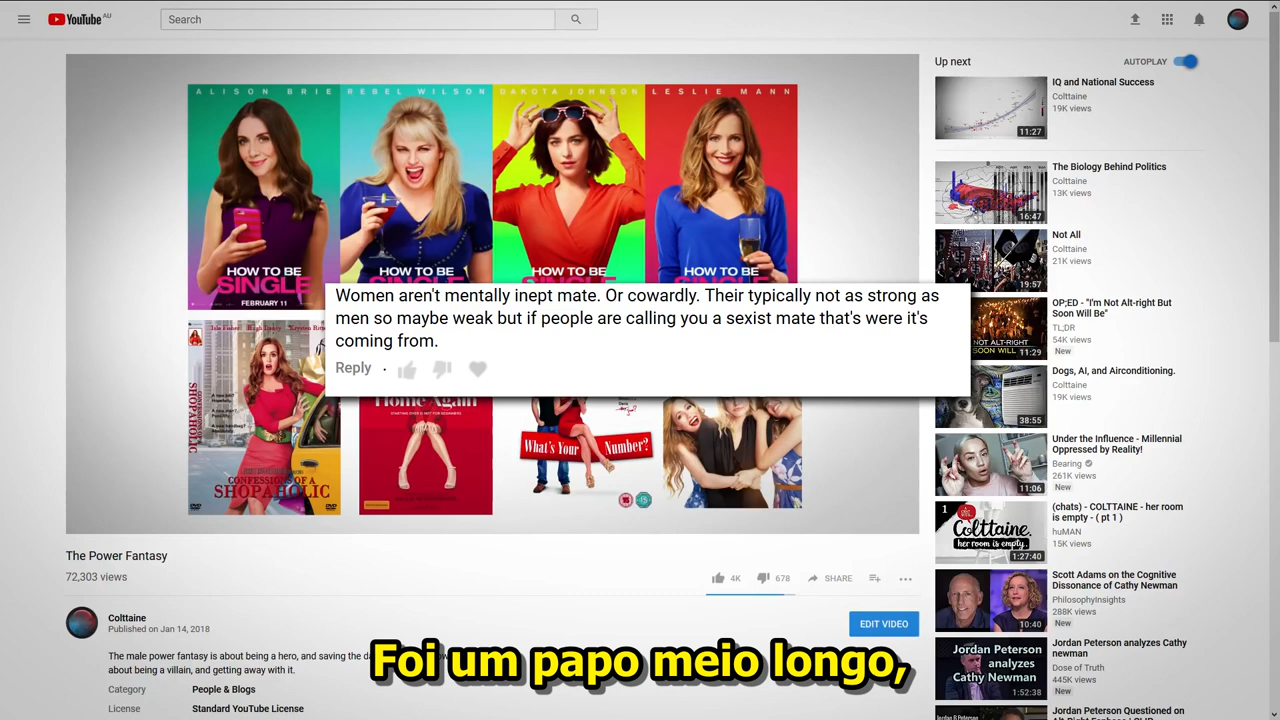 YouTube AU
Search
ALISON BRIE
REBEL WILSON
DAKOTA JOHNSON
LESLIE MANN
HOW TO BE
SINGLE
FEBRUARY 11
HOW TO BE
HOW TO BE
HOW TO BE
SINGLE
Women aren't mentally inept mate. Or cowardly. Their typically not as strong as
men so maybe weak but if people are calling you a sexist mate that's were it's
coming from.
Reply
CONFESSIONS OF A
SHOPAHOLIC
Home Again
What's Your Number?
The Power Fantasy
72,303 views
4K
678
SHARE
Colttaine
Published on Jan 14, 2018
EDIT VIDEO
The male power fantasy is about being a hero, and saving the
about being a villain, and getting away with it.
Category
People & Blogs
License
Standard YouTube License
Foi um papo meio longo,
Up next
AUTOPLAY
IQ and National Success
Colttaine
19K views
11:27
The Biology Behind Politics
Colttaine
13K views
16:47
Not All
Colttaine
21K views
19:57
OP;ED - "I'm Not Alt-right But
Soon Will Be"
TL;DR
54K views
New
NOT ALT-RIGHT
SOON WILL
11:29
Dogs, AI, and Airconditioning.
Colttaine
19K views
38:55
Under the Influence - Millennial
Oppressed by Reality!
Bearing
261K views
New
11:06
(chats) - COLTTAINE - her room
is empty - ( pt 1 )
huMAN
15K views
1
Colttaine.
her room is empty.
1:27:40
Scott Adams on the Cognitive
Dissonance of Cathy Newman
PhilosophyInsights
288K views
New
10:40
Jordan Peterson analyzes Cathy
Newman
Dose of Truth
445K views
New
Jordan Peterson
analyzes
Cathy Newman
1:52:38
Jordan Peterson Questioned on